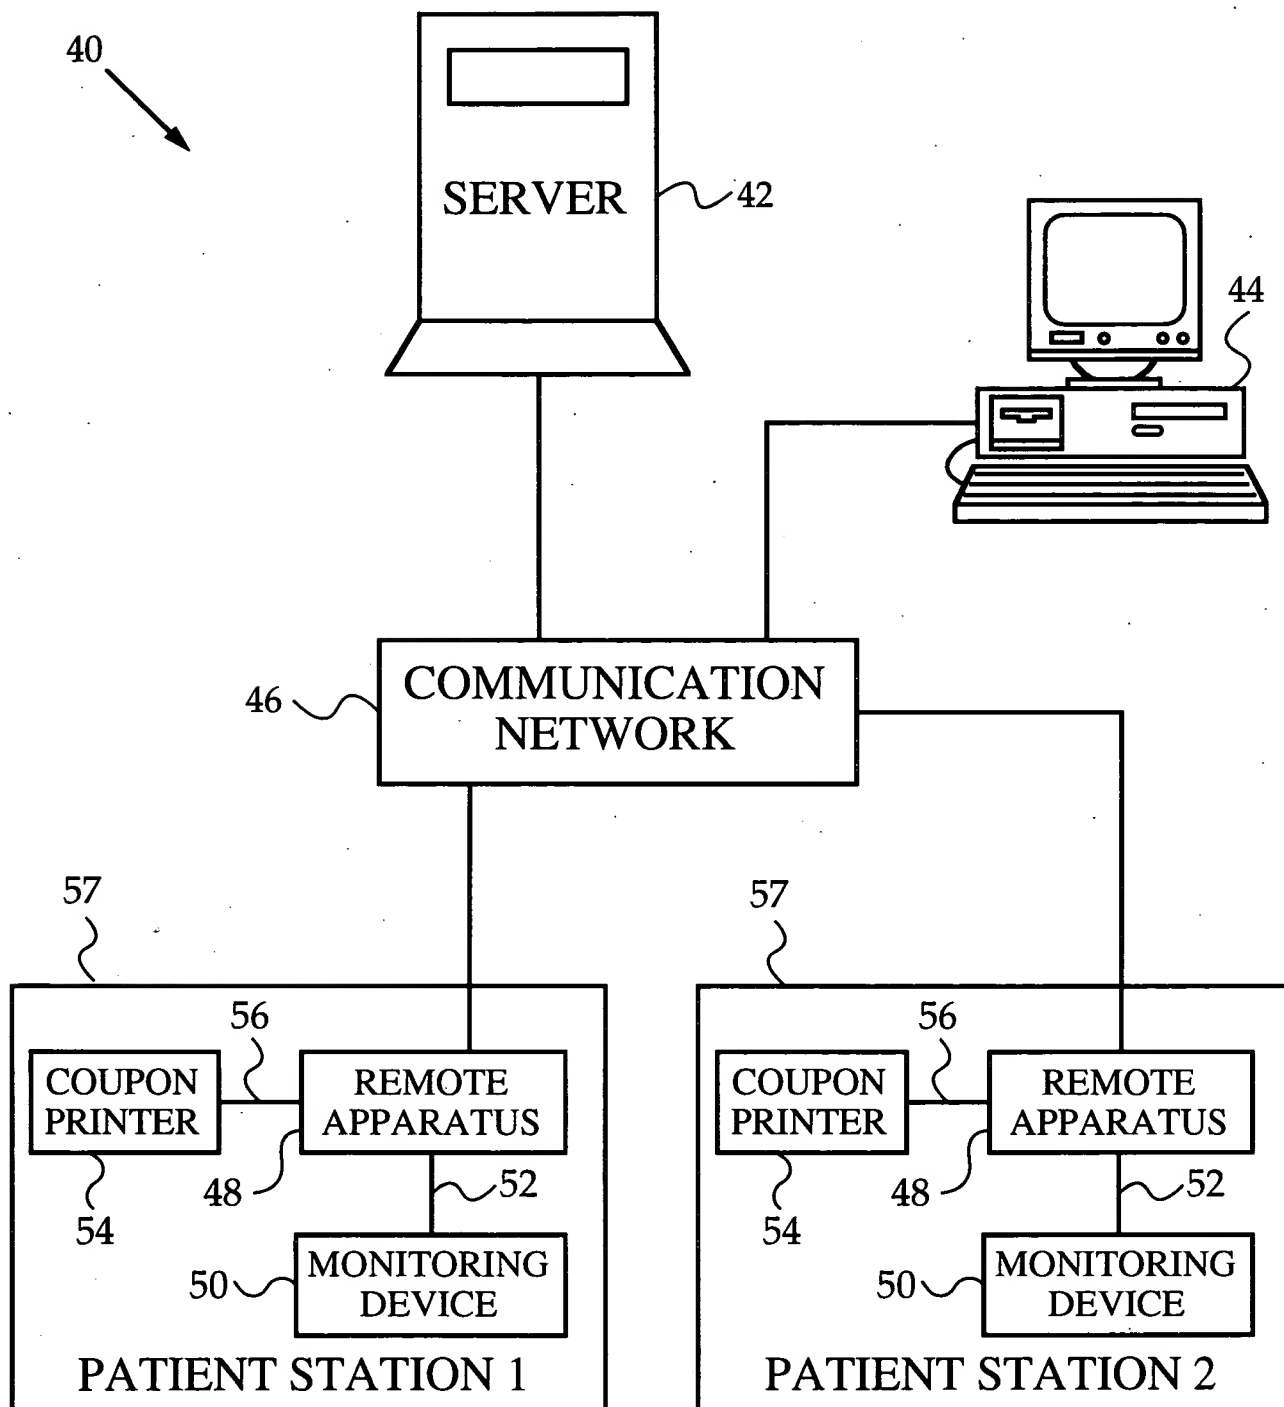 40
SERVER
42
44
COMMUNICATION
NETWORK
46
57
57
56
COUPON
PRINTER
REMOTE
APPARATUS
48
52
54
50
MONITORING
DEVICE
PATIENT STATION 1
56
COUPON
PRINTER
REMOTE
APPARATUS
48
52
54
50
MONITORING
DEVICE
PATIENT STATION 2